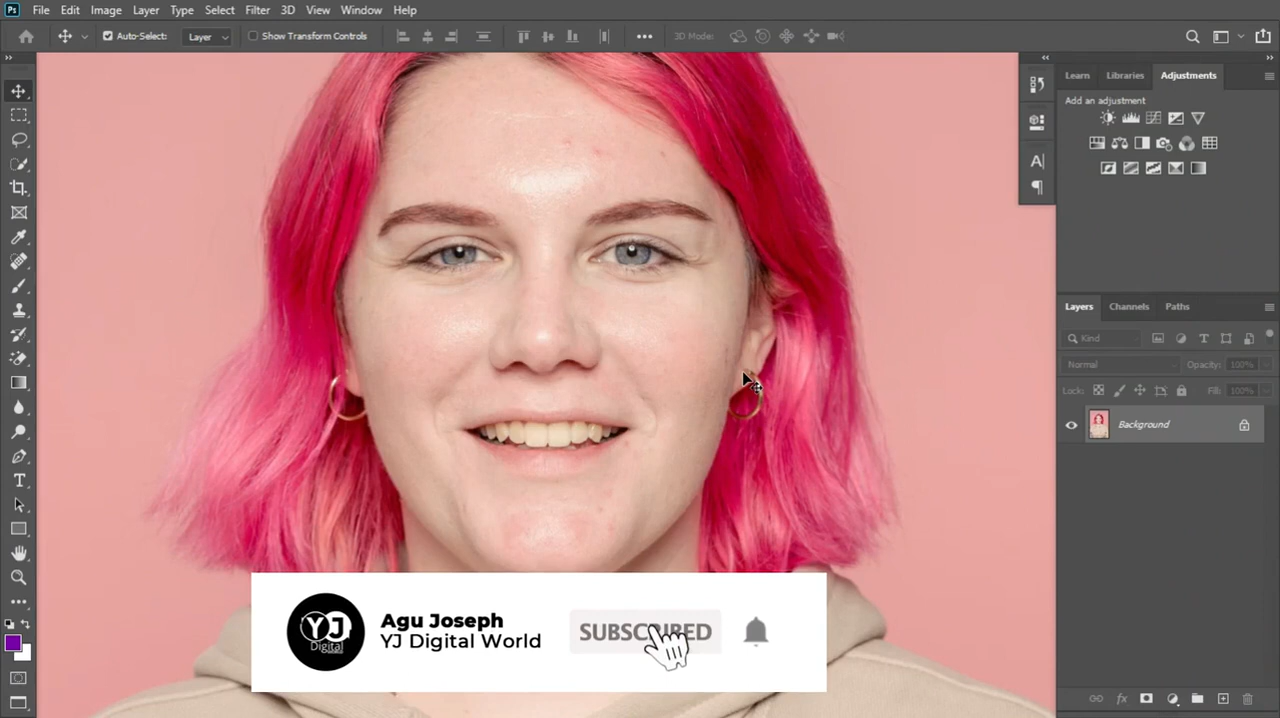 Ps File Edit Image Layer Type Select Filter 3D View Window Help
Auto-Select: Layer Show Transform Controls 3D Mode:
Learn Libraries Adjustments
Add an adjustment
Layers Channels Paths
Kind
Normal Opacity: 100%
Lock: Fill: 100%
Background
YJ
Digital
Agu Joseph
YJ Digital World
SUBSCRIBED